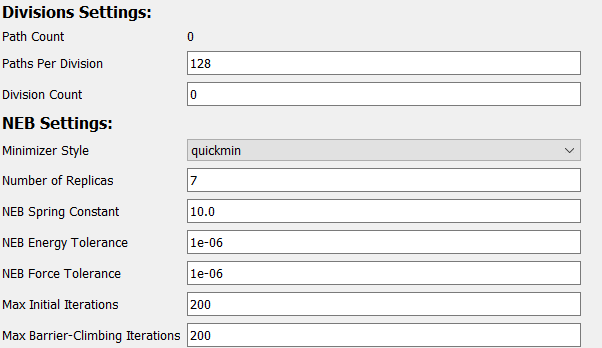 Divisions Settings:
Path Count 0
Paths Per Division 128
Division Count 0
NEB Settings:
Minimizer Style quickmin
Number of Replicas 7
NEB Spring Constant 10.0
NEB Energy Tolerance 1e-06
NEB Force Tolerance 1e-06
Max Initial Iterations 200
Max Barrier-Climbing Iterations 200